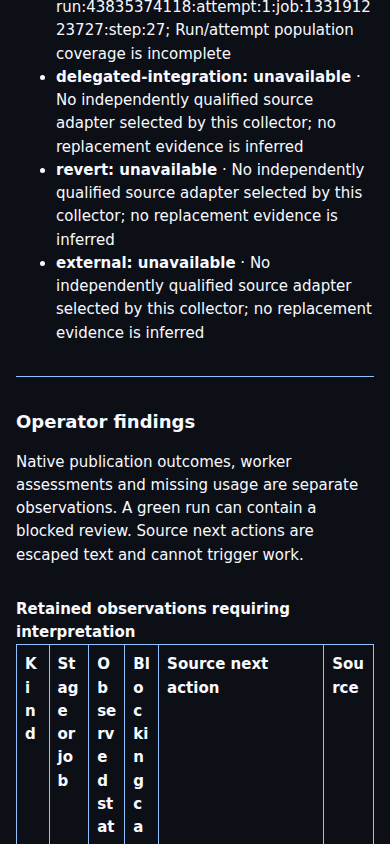 run:43835374118:attempt:1:job:1331912
23727:step:27; Run/attempt population
coverage is incomplete
• delegated-integration: unavailable ·
No independently qualified source
adapter selected by this collector; no
replacement evidence is inferred
• revert: unavailable · No independently
qualified source adapter selected by this
collector; no replacement evidence is
inferred
• external: unavailable · No
independently qualified source adapter
selected by this collector; no replacement
evidence is inferred
Operator findings
Native publication outcomes, worker
assessments and missing usage are separate
observations. A green run can contain a
blocked review. Source next actions are
escaped text and cannot trigger work.
Retained observations requiring
interpretation
K
i
n
d
St
ag
e
or
jo
b
O
b
se
rv
e
d
st
at
Bl
o
c
ki
n
g
c
a
Source next
action
Sou
rce